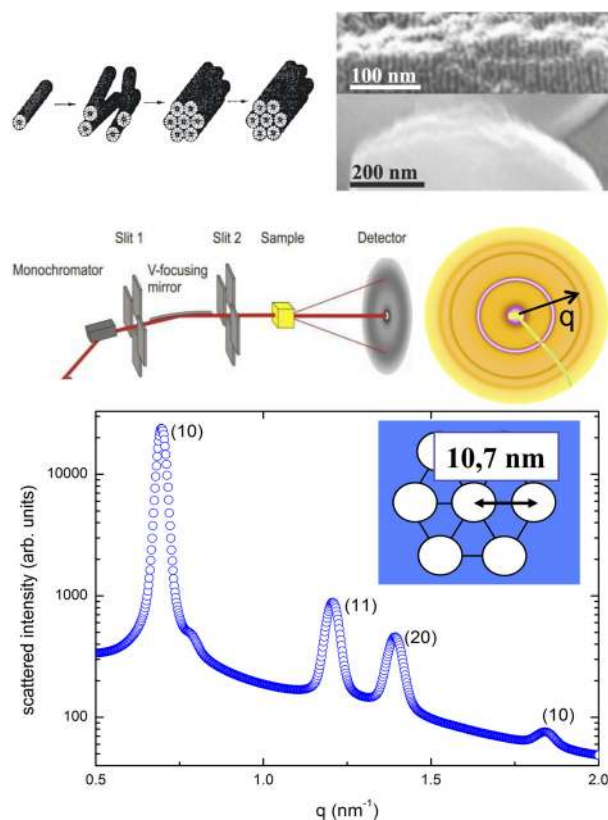 100 nm
200 nm
Slit 1
Slit 2
Sample
Detector
Monochromator
V-focusing
mirror
q
10,7 nm
(10)
(11)
(20)
(10)
scattered intensity (arb. units)
10000
1000
100
0.5
1.0
1.5
2.0
q (nm⁻¹)